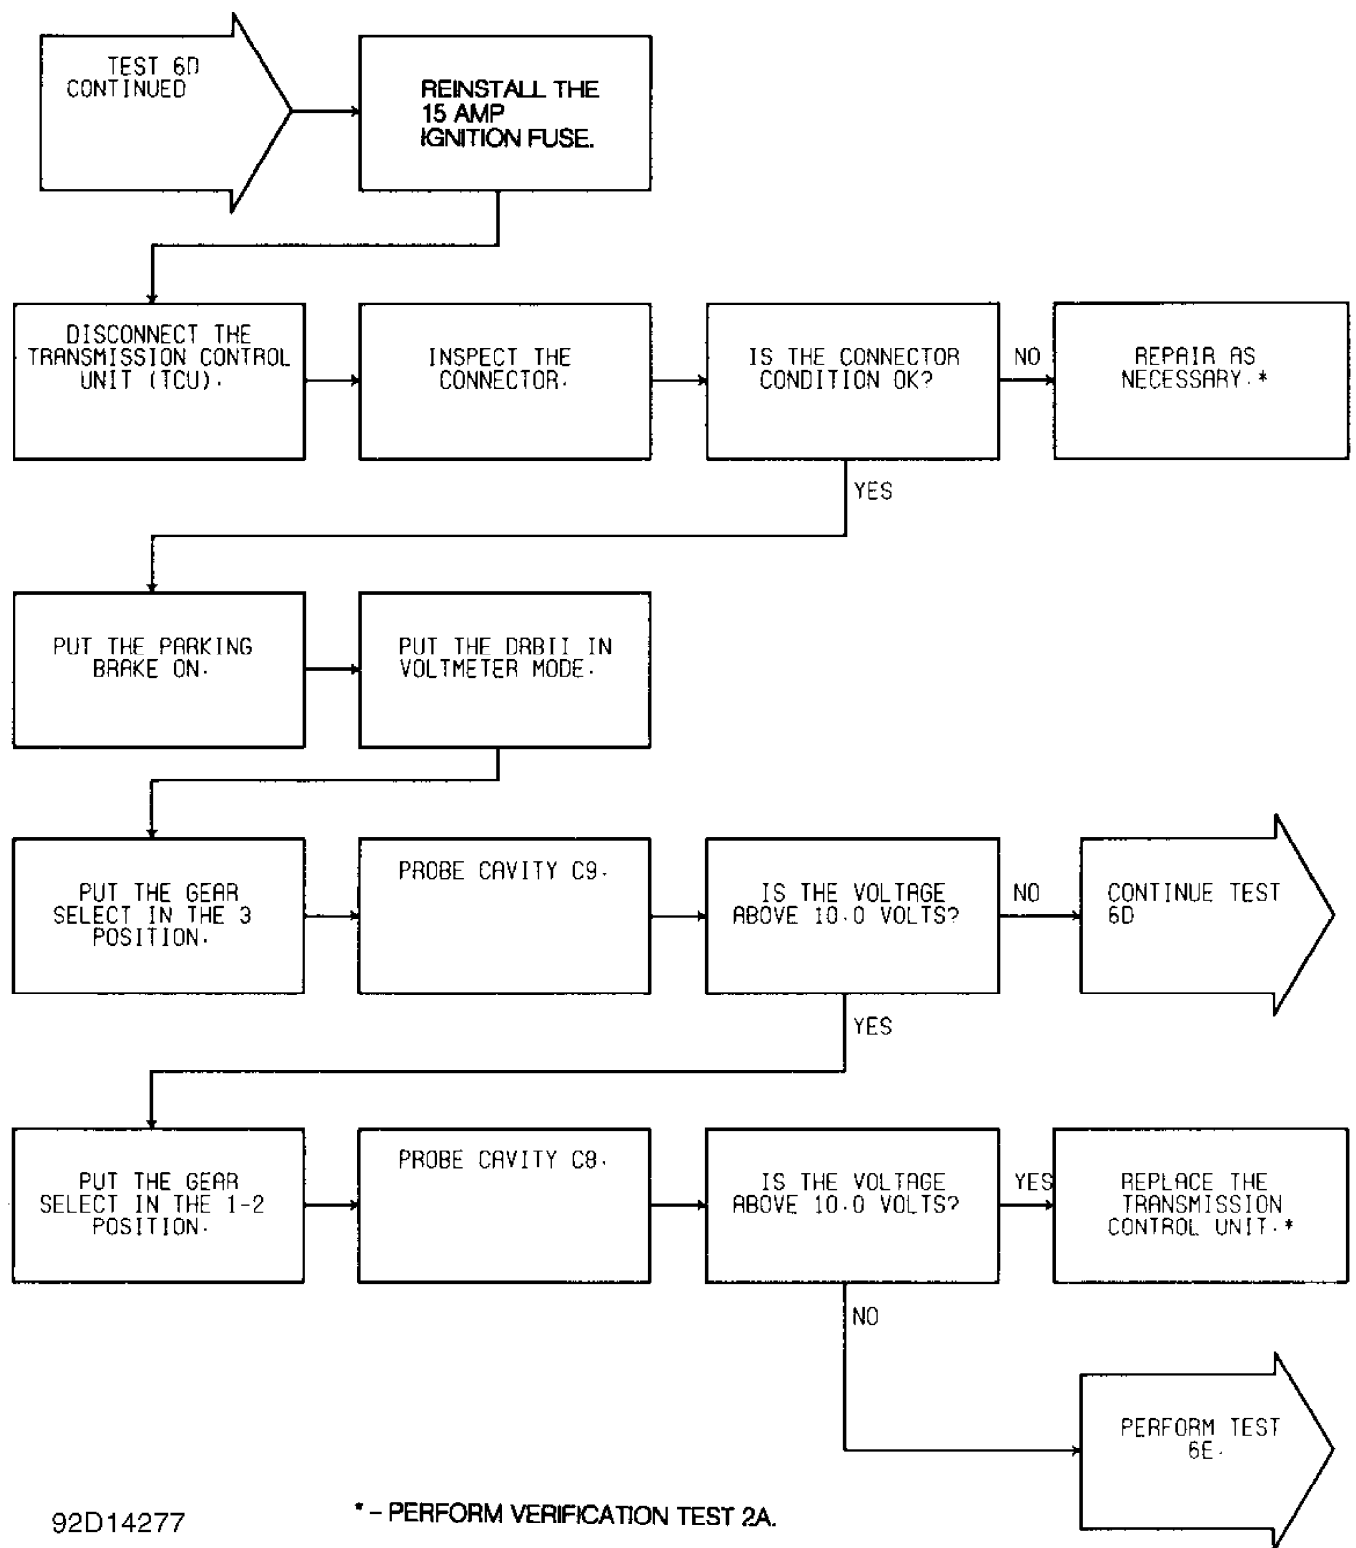 TEST 6D
CONTINUED
REINSTALL THE
15 AMP
IGNITION FUSE.
DISCONNECT THE
TRANSMISSION CONTROL
UNIT (TCU).
INSPECT THE
CONNECTOR.
IS THE CONNECTOR
CONDITION OK?
NO
REPAIR AS
NECESSARY.*
YES
PUT THE PARKING
BRAKE ON.
PUT THE DRBII IN
VOLTMETER MODE.
PUT THE GEAR
SELECT IN THE 3
POSITION.
PROBE CAVITY C9.
IS THE VOLTAGE
ABOVE 10.0 VOLTS?
NO
CONTINUE TEST
6D
YES
PUT THE GEAR
SELECT IN THE 1-2
POSITION.
PROBE CAVITY C8.
IS THE VOLTAGE
ABOVE 10.0 VOLTS?
YES
REPLACE THE
TRANSMISSION
CONTROL UNIT.*
NO
PERFORM TEST
6E.
92D14277
* - PERFORM VERIFICATION TEST 2A.